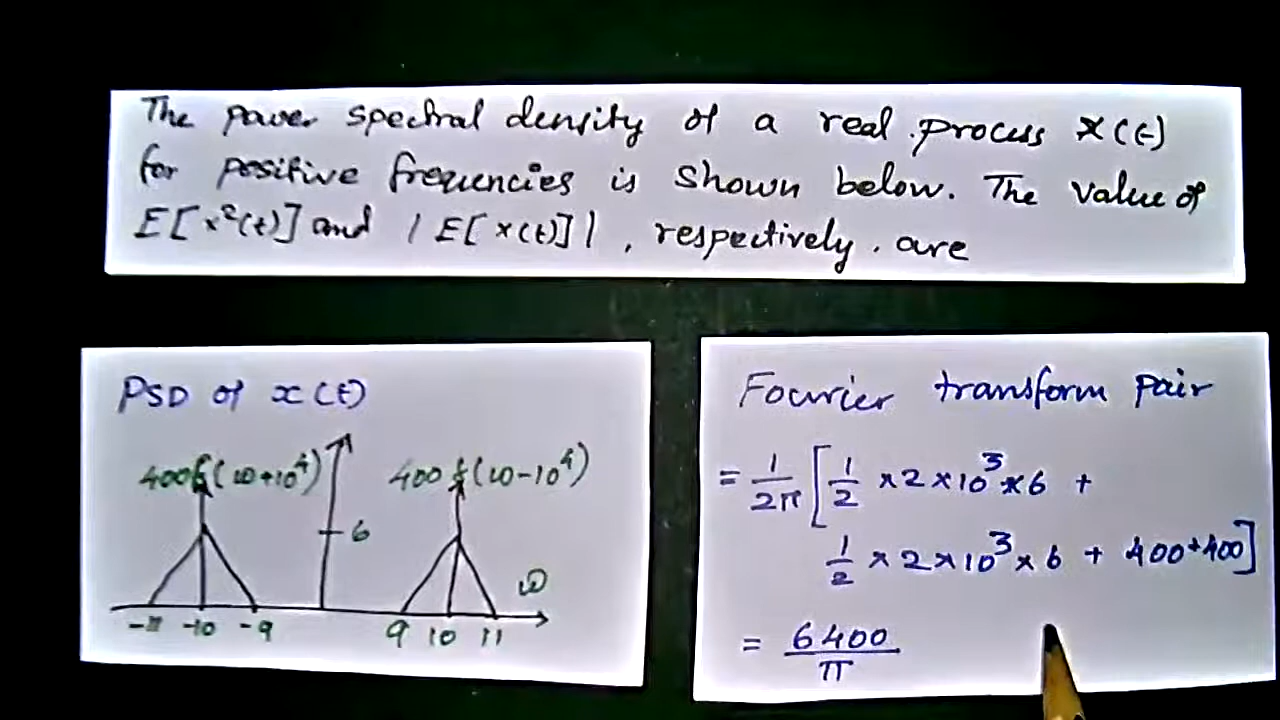 The power spectral density of a real process X(t)
for positive frequencies is shown below. The value of
E[x²(t)] and |E[x(t)]|, respectively. are
PSD of x(t)
400δ(ω+10⁴)
400δ(ω-10⁴)
6
ω
-11 -10 -9 9 10 11
Fourier transform pair
= 1/2π [1/2 × 2 × 10³ × 6 +
1/2 × 2 × 10³ × 6 + 400+400]
= 6400/π